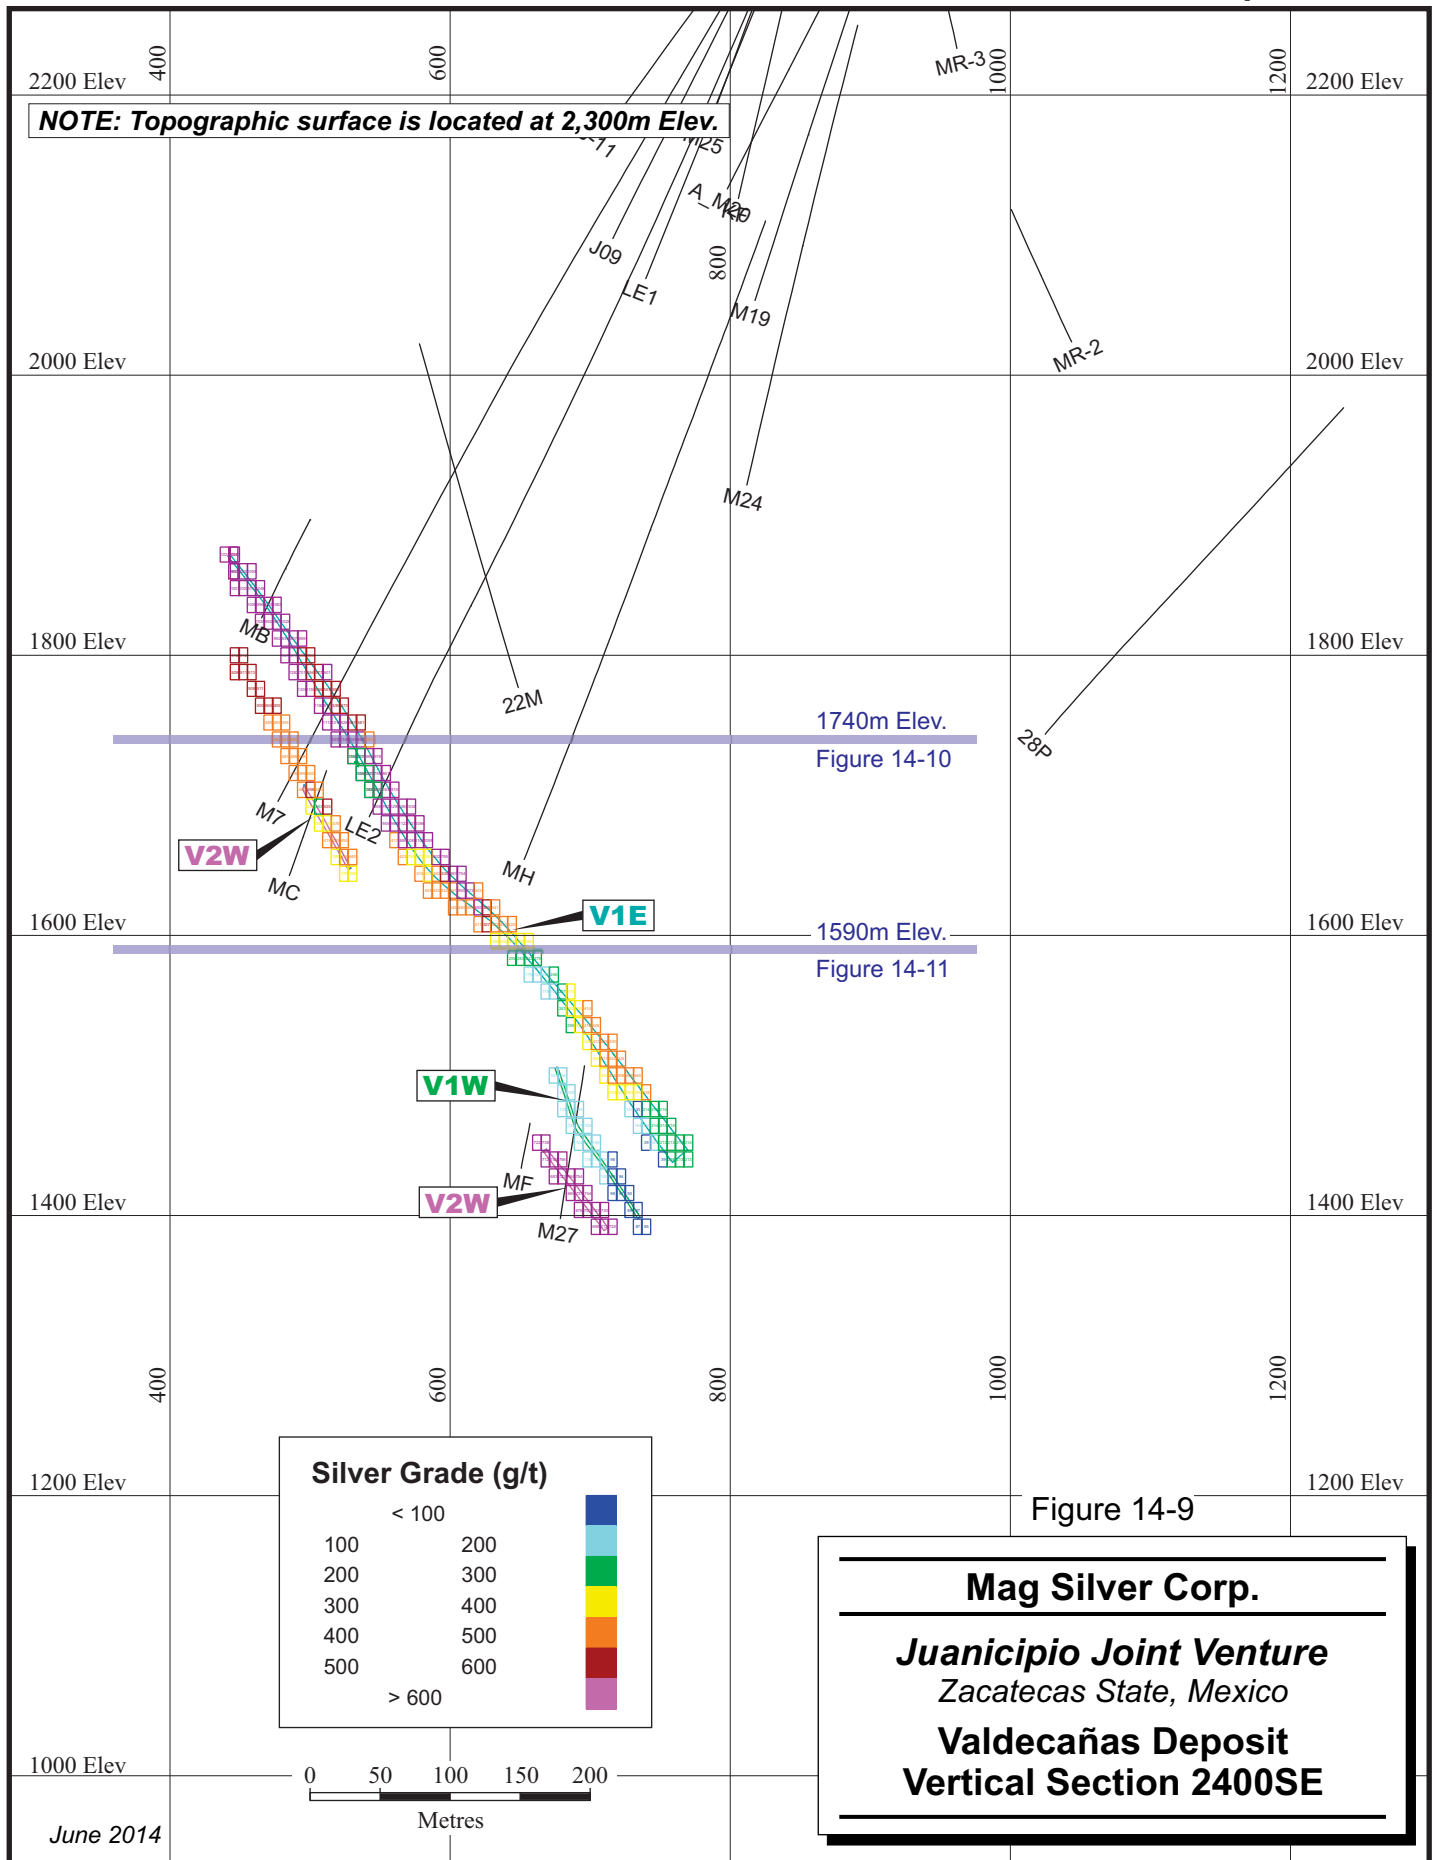 400
600
1000
1200
MR-3
2200 Elev
2200 Elev
NOTE: Topographic surface is located at 2,300m Elev.
-11
M25
A_M20
J09
LE1
800
M19
MR-2
2000 Elev
2000 Elev
M24
MB
1800 Elev
1800 Elev
22M
1740m Elev.
28P
Figure 14-10
M7
LE2
V2W
MC
MH
V1E
1600 Elev
1600 Elev
1590m Elev.
Figure 14-11
V1W
MF
V2W
M27
1400 Elev
1400 Elev
400
600
800
1000
1200
Silver Grade (g/t)
< 100
100 200
200 300
300 400
400 500
500 600
> 600
1200 Elev
1200 Elev
Figure 14-9
Mag Silver Corp.
Juanicipio Joint Venture
Zacatecas State, Mexico
Valdecañas Deposit
Vertical Section 2400SE
1000 Elev
0 50 100 150 200
Metres
June 2014